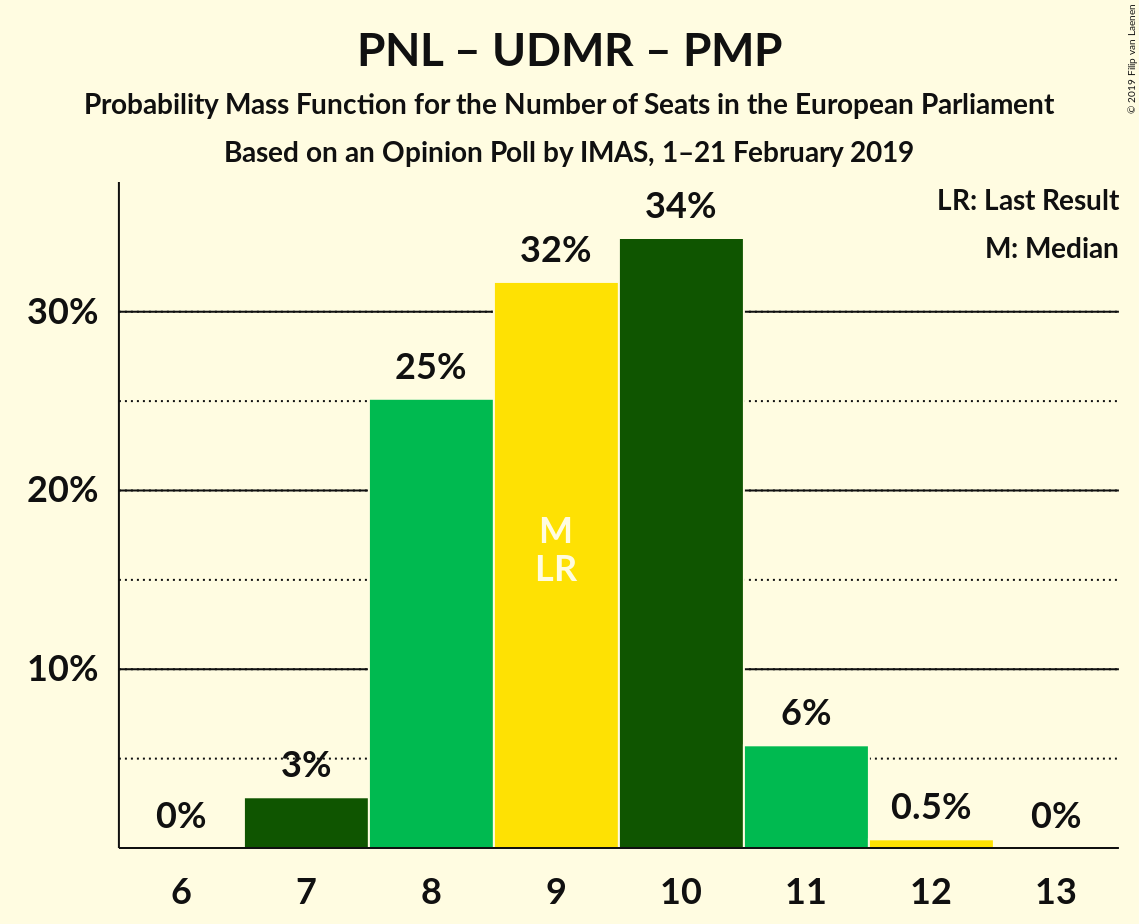 PNL – UDMR – PMP
Probability Mass Function for the Number of Seats in the European Parliament
Based on an Opinion Poll by IMAS, 1–21 February 2019
© 2019 Filip van Laenen
LR: Last Result
M: Median
34%
32%
30%
25%
20%
M
LR
10%
6%
3%
0.5%
0%
0%
6
7
8
9
10
11
12
13